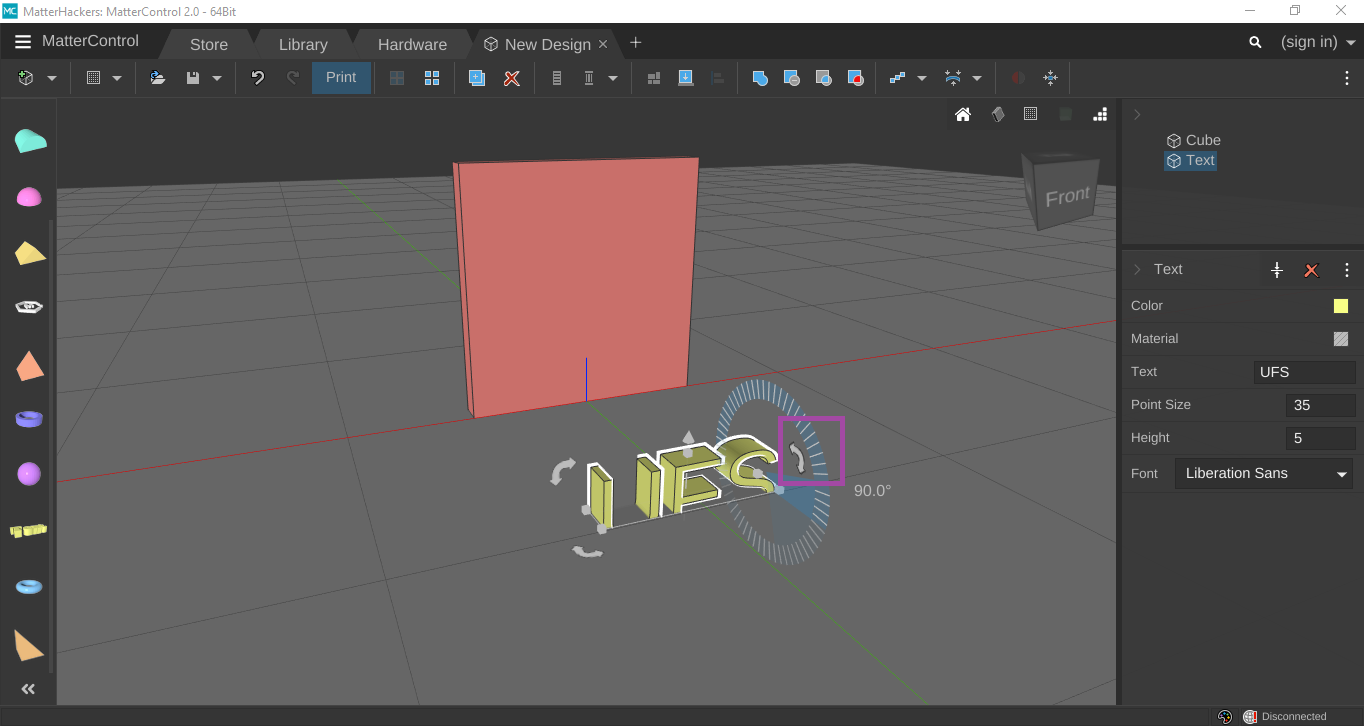 MC MatterHackers: MatterControl 2.0 - 64Bit
MatterControl
Store
Library
Hardware
New Design
(sign in)
Print
Cube
Text
Front
Text
Color
Material
Text UFS
Point Size 35
Height 5
Font Liberation Sans
UFS
90.0°
Disconnected